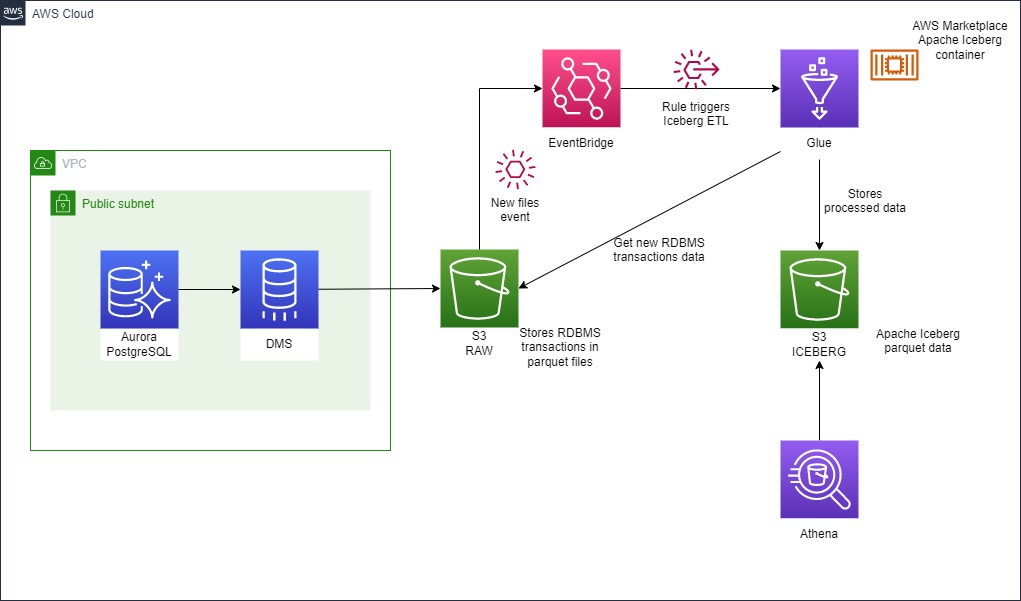 aws
AWS Cloud
AWS Marketplace
Apache Iceberg
container
Rule triggers
Iceberg ETL
EventBridge
Glue
VPC
Public subnet
New files
event
Stores
processed data
Get new RDBMS
transactions data
Aurora
PostgreSQL
DMS
S3
RAW
Stores RDBMS
transactions in
parquet files
S3
ICEBERG
Apache Iceberg
parquet data
Athena